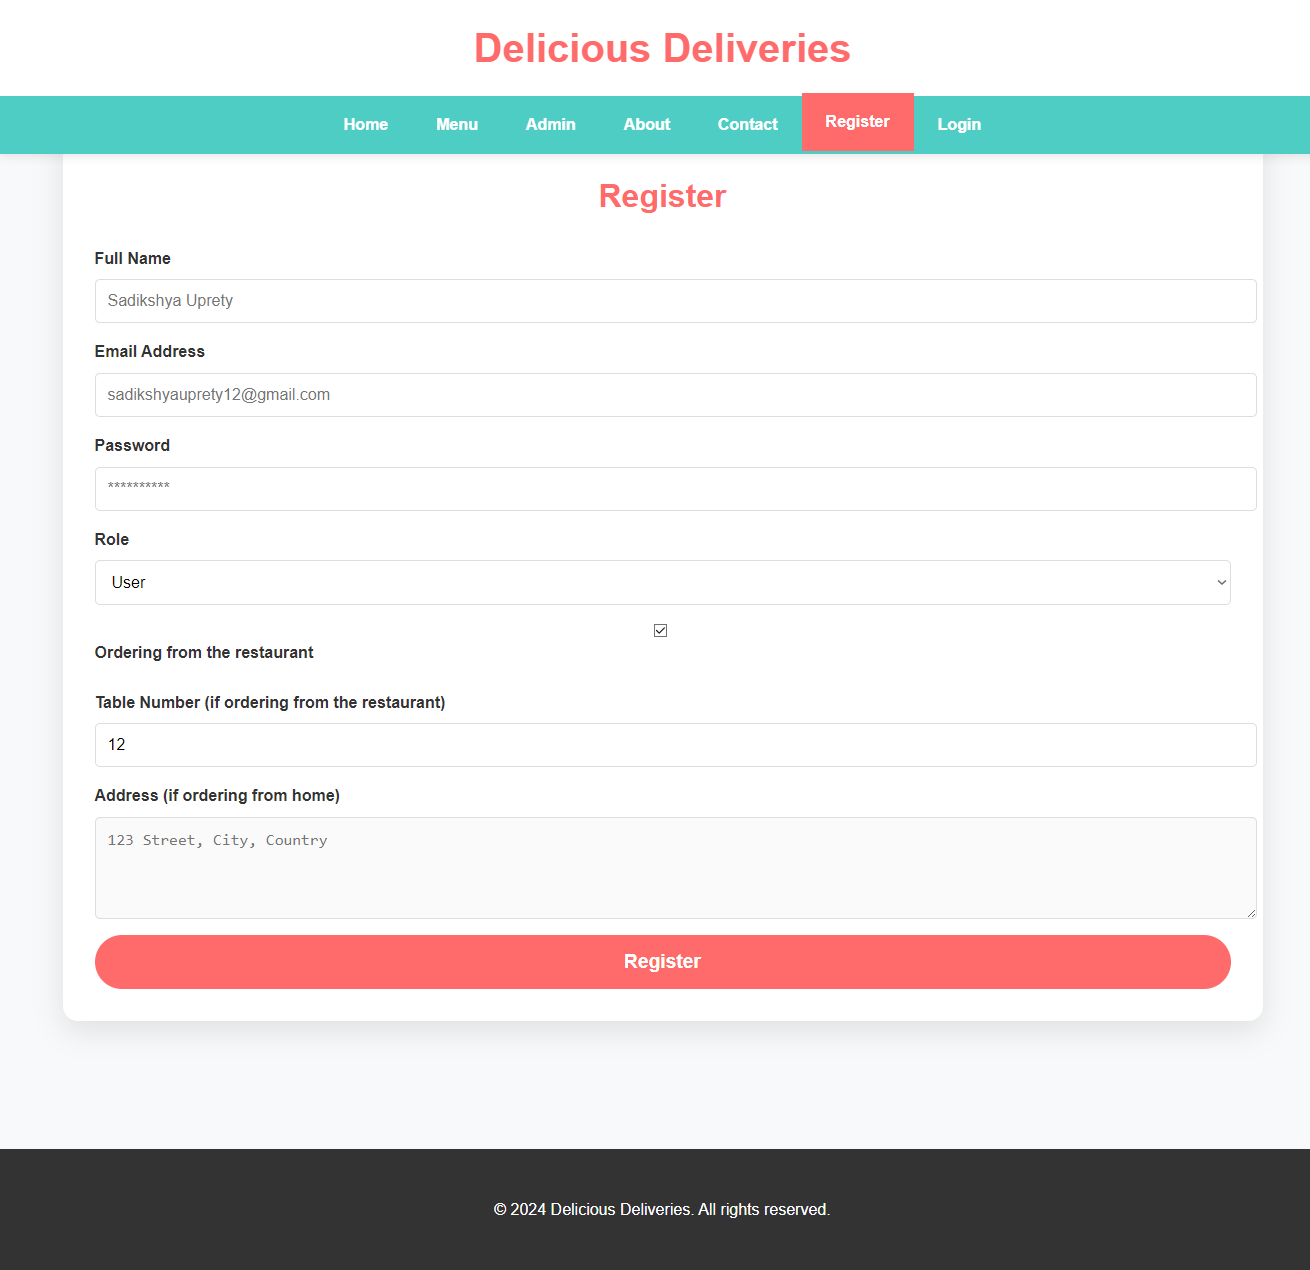 Delicious Deliveries
Home Menu Admin About Contact Register Login
Register
Full Name
Sadikshya Uprety
Email Address
sadikshyauprety12@gmail.com
Password
**********
Role
User
Ordering from the restaurant
Table Number (if ordering from the restaurant)
12
Address (if ordering from home)
123 Street, City, Country
Register
© 2024 Delicious Deliveries. All rights reserved.